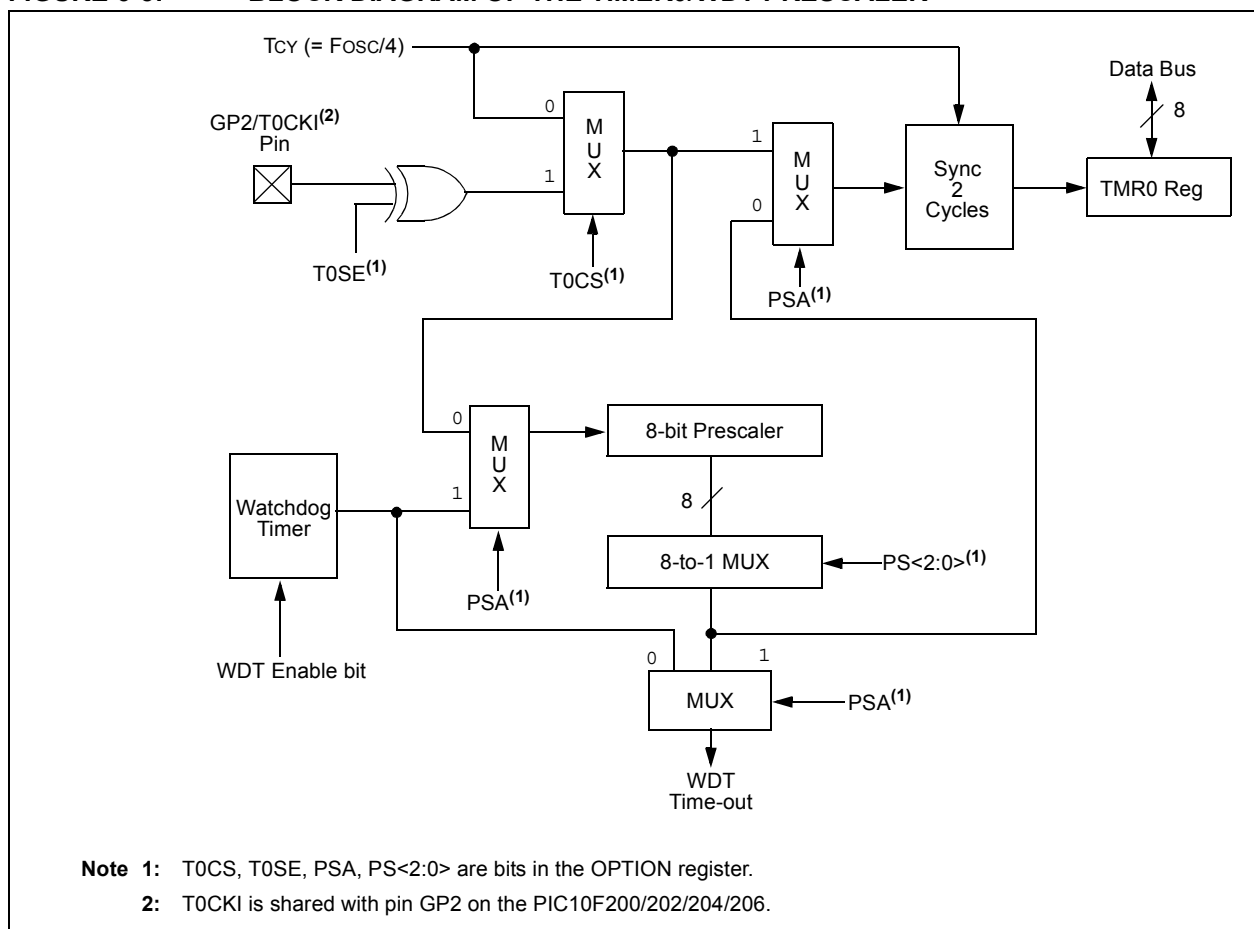 TCY (= FOSC/4)
Data Bus
8
GP2/T0CKI(2)
Pin
0
1
M
U
X
T0SE(1)
T0CS(1)
1
0
M
U
X
PSA(1)
Sync
2
Cycles
TMR0 Reg
0
1
M
U
X
PSA(1)
8-bit Prescaler
8
Watchdog
Timer
8-to-1 MUX
PS<2:0>(1)
WDT Enable bit
0
1
MUX
PSA(1)
WDT
Time-out
Note 1: T0CS, T0SE, PSA, PS<2:0> are bits in the OPTION register.
2: T0CKI is shared with pin GP2 on the PIC10F200/202/204/206.